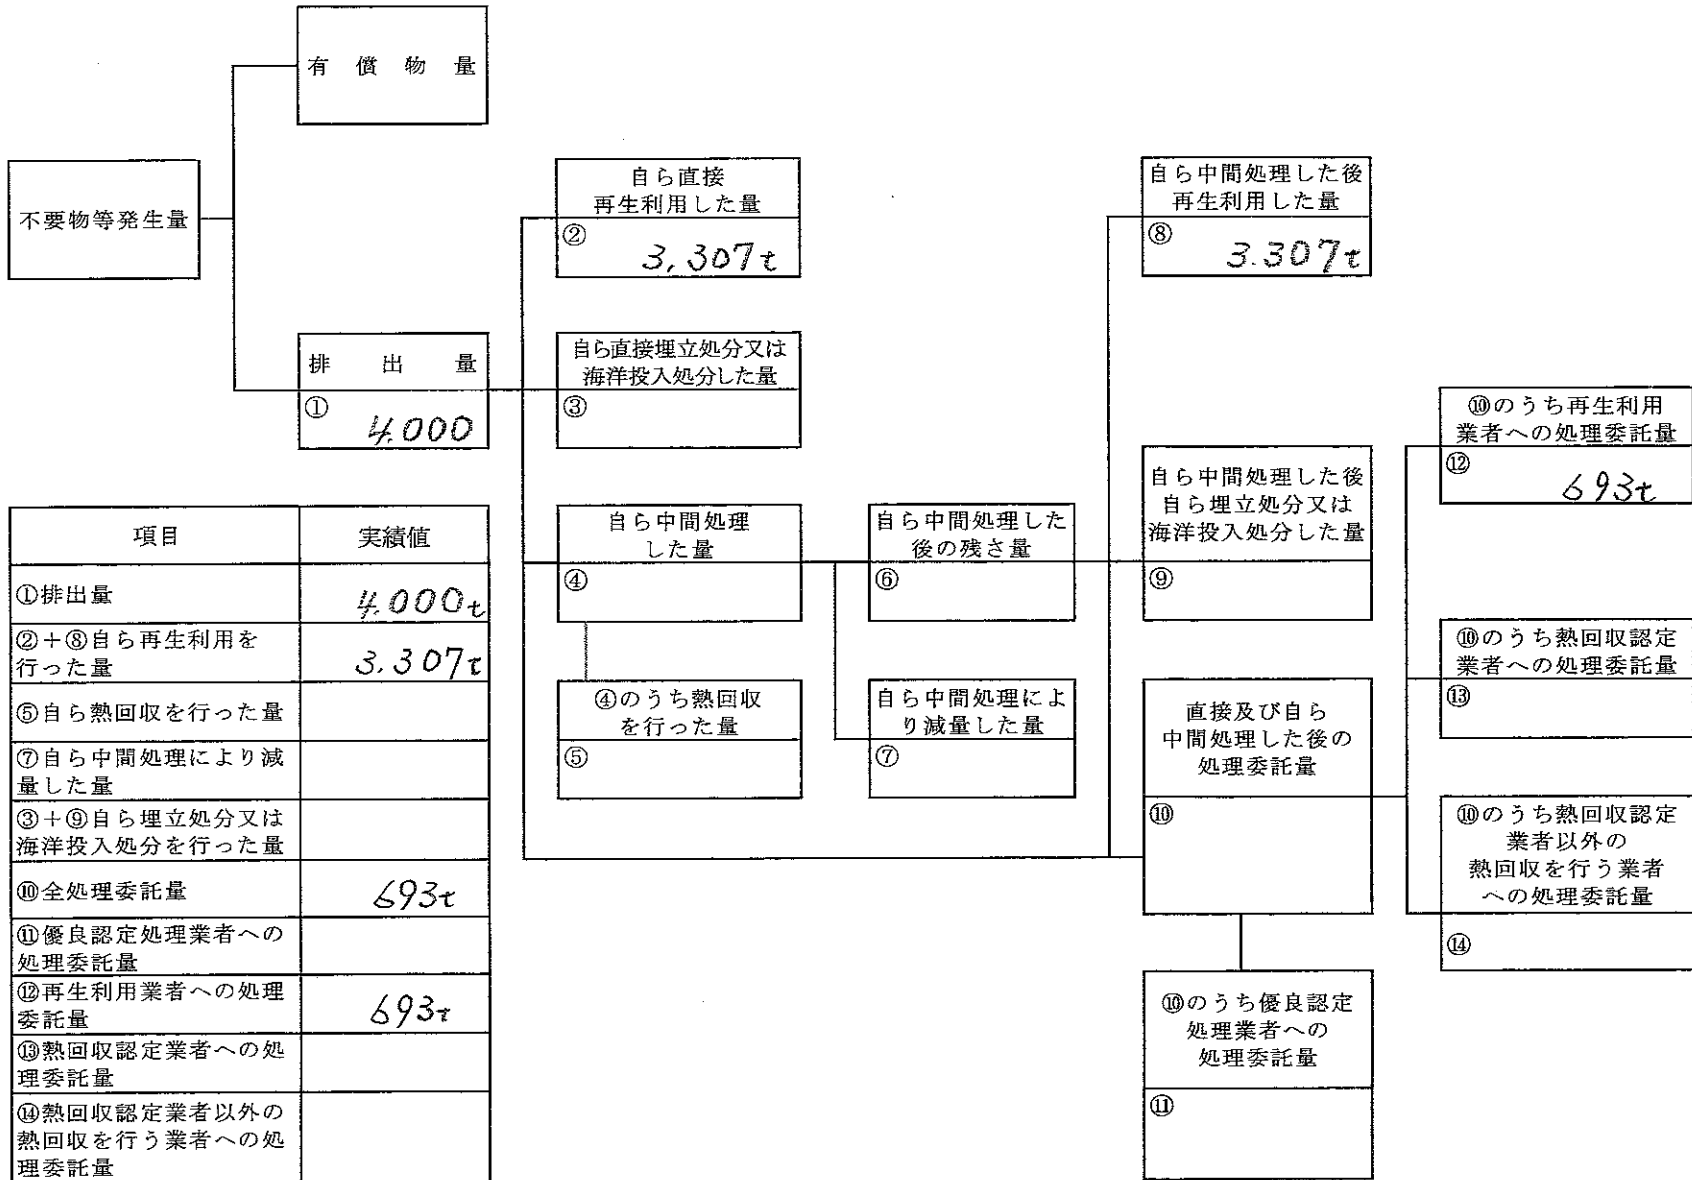 有償物量
不要物等発生量
排出量
①
4.000
自ら直接
再生利用した量
②
3,307t
自ら直接埋立処分又は
海洋投入処分した量
③
自ら中間処理
した量
④
④のうち熱回収
を行った量
⑤
自ら中間処理した
後の残さ量
⑥
自ら中間処理によ
り減量した量
⑦
自ら中間処理した後
再生利用した量
⑧
3.307t
自ら中間処理した後
自ら埋立処分又は
海洋投入処分した量
⑨
直接及び自ら
中間処理した後の
処理委託量
⑩
⑩のうち優良認定
処理業者への
処理委託量
⑪
⑩のうち再生利用
業者への処理委託量
⑫
693t
⑩のうち熱回収認定
業者への処理委託量
⑬
⑩のうち熱回収認定
業者以外の
熱回収を行う業者
への処理委託量
⑭
項目 実績値
①排出量 4.000t
②+⑧自ら再生利用を
行った量 3.307t
⑤自ら熱回収を行った量
⑦自ら中間処理により減
量した量
③+⑨自ら埋立処分又は
海洋投入処分を行った量
⑩全処理委託量 693t
⑪優良認定処理業者への
処理委託量
⑫再生利用業者への処理
委託量 693t
⑬熱回収認定業者への処
理委託量
⑭熱回収認定業者以外の
熱回収を行う業者への処
理委託量